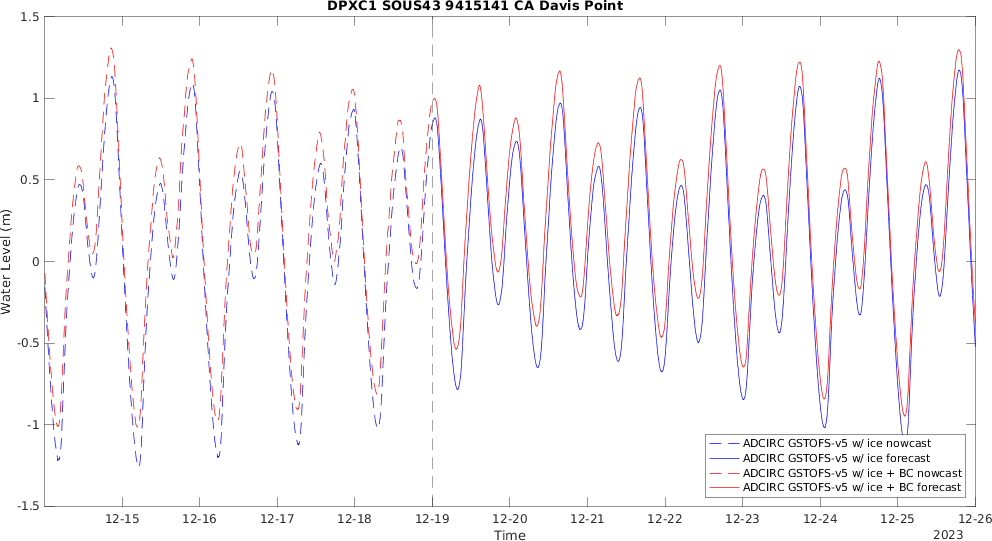 DPXC1 SOUS43 9415141 CA Davis Point
1.5
1
0.5
0
-0.5
-1
-1.5
Water Level (m)
ADCIRC GSTOFS-v5 w/ ice nowcast
ADCIRC GSTOFS-v5 w/ ice forecast
ADCIRC GSTOFS-v5 w/ ice + BC nowcast
ADCIRC GSTOFS-v5 w/ ice + BC forecast
12-15 12-16 12-17 12-18 12-19 12-20 12-21 12-22 12-23 12-24 12-25 12-26
Time
2023